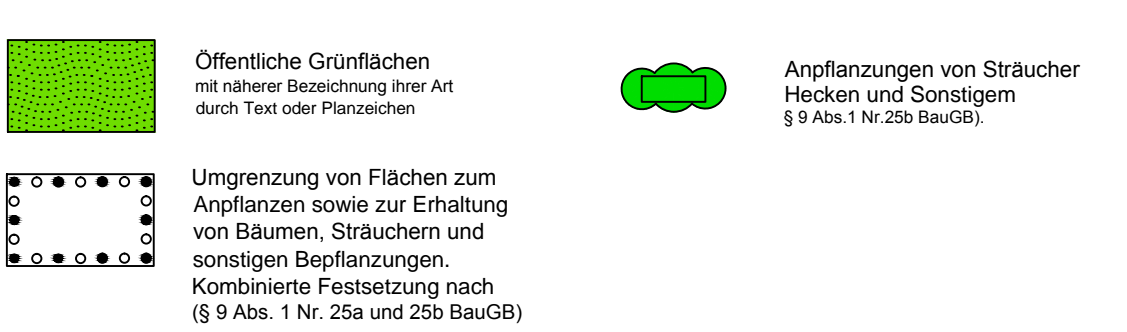 Öffentliche Grünflächen
mit näherer Bezeichnung ihrer Art
durch Text oder Planzeichen
Anpflanzungen von Sträucher
Hecken und Sonstigem
§ 9 Abs.1 Nr.25b BauGB).
Umgrenzung von Flächen zum
Anpflanzen sowie zur Erhaltung
von Bäumen, Sträuchern und
sonstigen Bepflanzungen.
Kombinierte Festsetzung nach
(§ 9 Abs. 1 Nr. 25a und 25b BauGB)